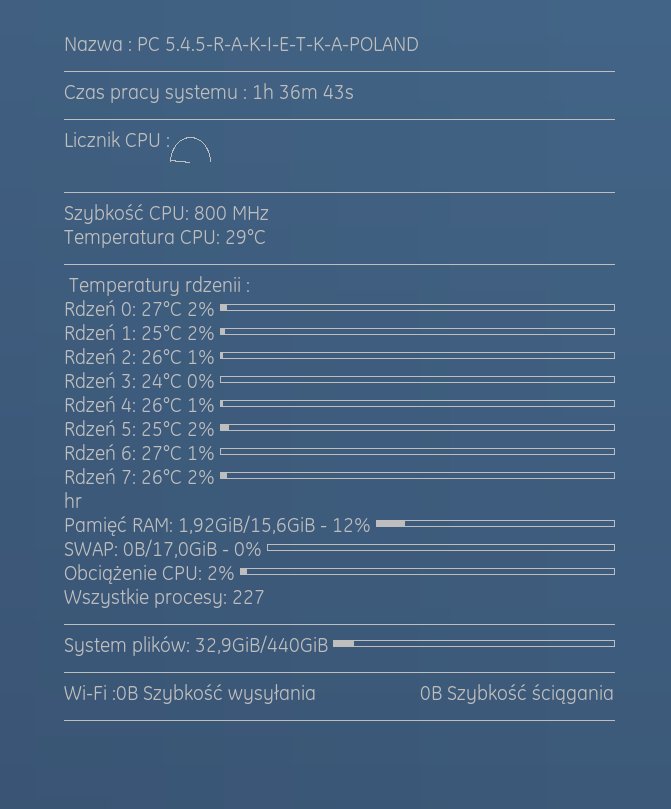 Nazwa : PC 5.4.5-R-A-K-I-E-T-K-A-POLAND
Czas pracy systemu : 1h 36m 43s
Licznik CPU :
Szybkość CPU: 800 MHz
Temperatura CPU: 29°C
Temperatury rdzenii :
Rdzeń 0: 27°C 2%
Rdzeń 1: 25°C 2%
Rdzeń 2: 26°C 1%
Rdzeń 3: 24°C 0%
Rdzeń 4: 26°C 1%
Rdzeń 5: 25°C 2%
Rdzeń 6: 27°C 1%
Rdzeń 7: 26°C 2%
hr
Pamięć RAM: 1,92GiB/15,6GiB - 12%
SWAP: 0B/17,0GiB - 0%
Obciążenie CPU: 2%
Wszystkie procesy: 227
System plików: 32,9GiB/440GiB
Wi-Fi :0B Szybkość wysyłania 0B Szybkość ściągania